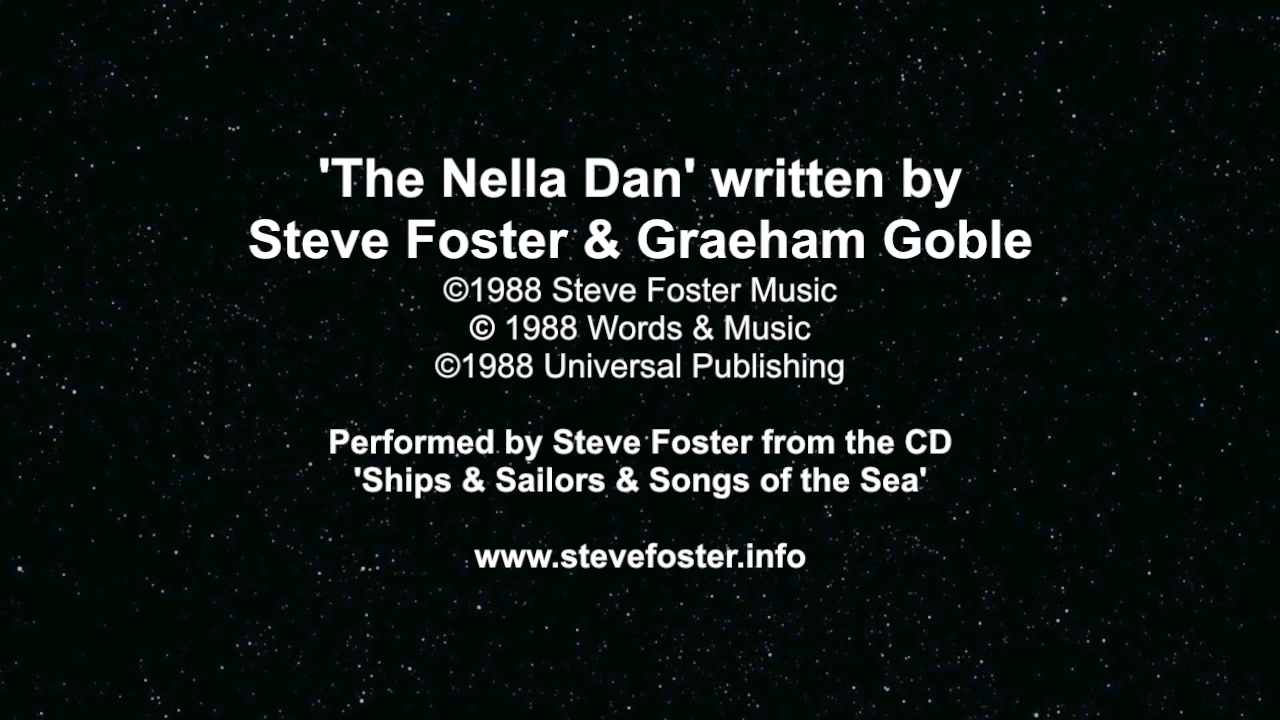 'The Nella Dan' written by
Steve Foster & Graeham Goble
©1988 Steve Foster Music
© 1988 Words & Music
©1988 Universal Publishing
Performed by Steve Foster from the CD
'Ships & Sailors & Songs of the Sea'
www.stevefoster.info